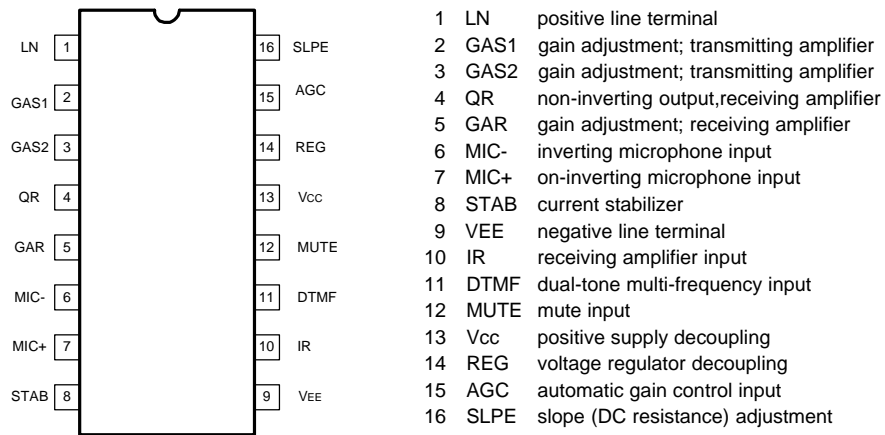 LN 1 16 SLPE
GAS1 2 15 AGC
GAS2 3 14 REG
QR 4 13 Vcc
GAR 5 12 MUTE
MIC- 6 11 DTMF
MIC+ 7 10 IR
STAB 8 9 VEE
1 LN positive line terminal
2 GAS1 gain adjustment; transmitting amplifier
3 GAS2 gain adjustment; transmitting amplifier
4 QR non-inverting output,receiving amplifier
5 GAR gain adjustment; receiving amplifier
6 MIC- inverting microphone input
7 MIC+ on-inverting microphone input
8 STAB current stabilizer
9 VEE negative line terminal
10 IR receiving amplifier input
11 DTMF dual-tone multi-frequency input
12 MUTE mute input
13 Vcc positive supply decoupling
14 REG voltage regulator decoupling
15 AGC automatic gain control input
16 SLPE slope (DC resistance) adjustment